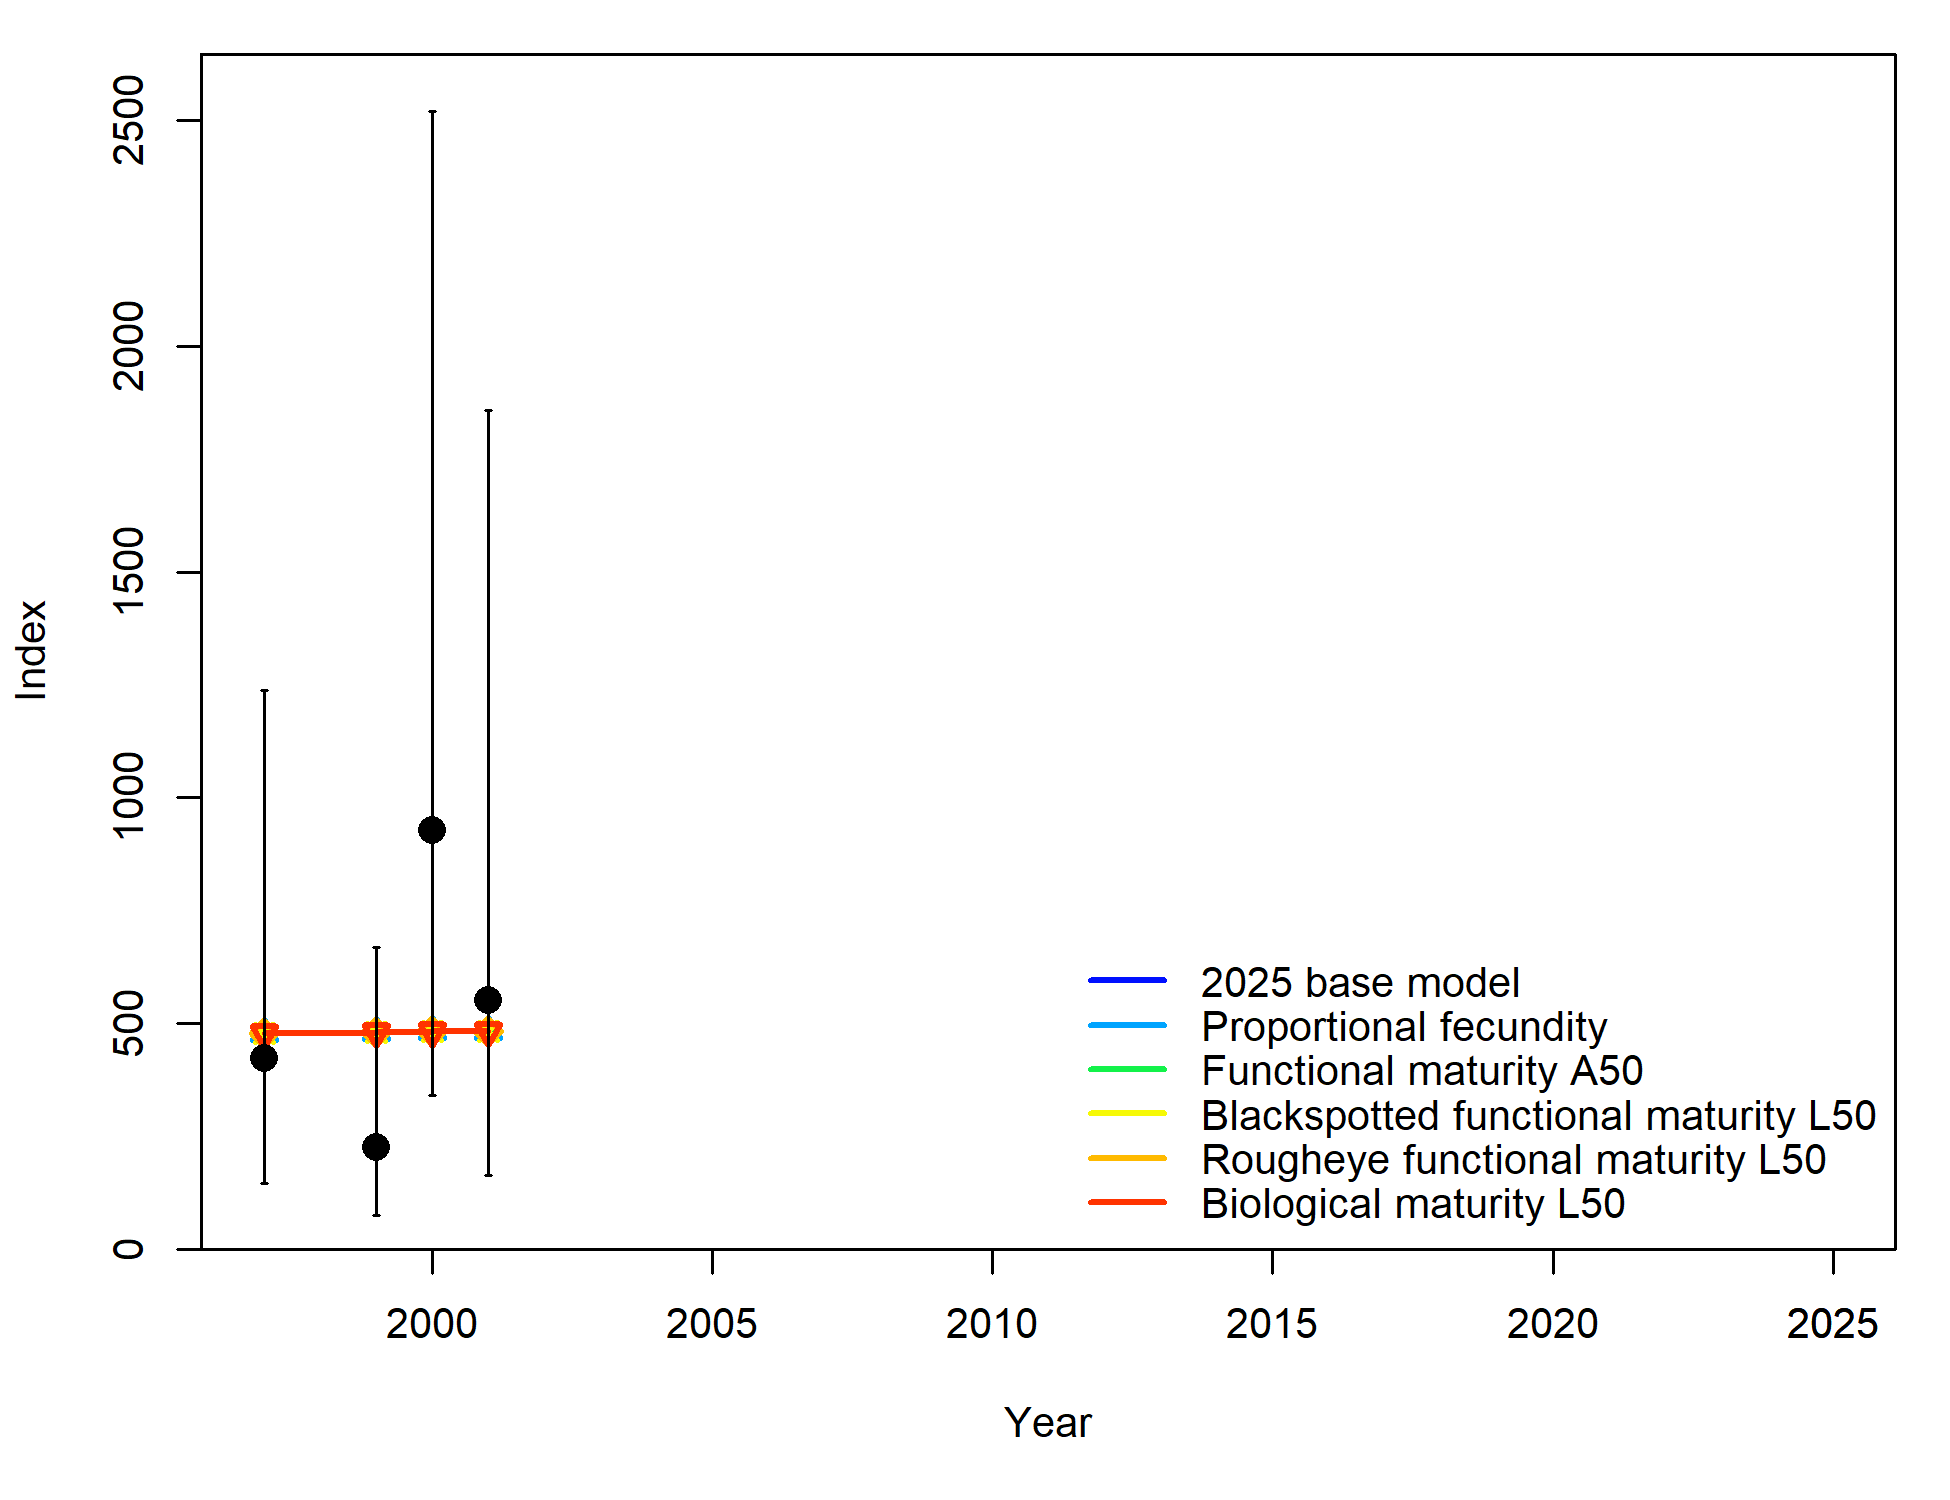 2500
2000
1500
1000
500
0
Index
2000 2005 2010 2015 2020 2025
Year
2025 base model
Proportional fecundity
Functional maturity A50
Blackspotted functional maturity L50
Rougheye functional maturity L50
Biological maturity L50